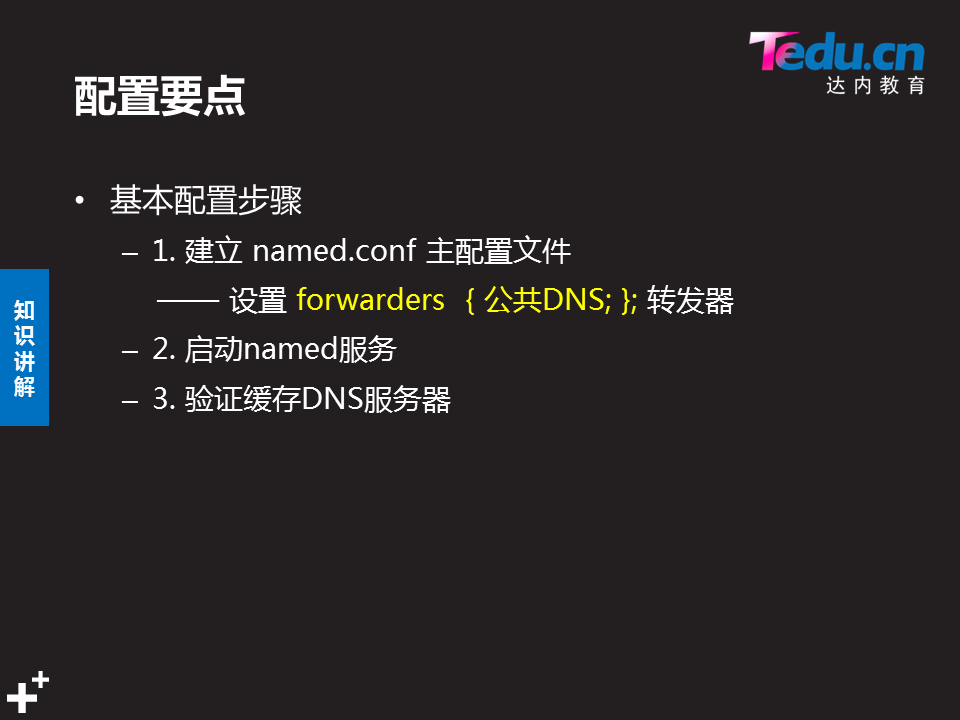 Tedu.cn
达内教育
配置要点
• 基本配置步骤
– 1. 建立 named.conf 主配置文件
—— 设置 forwarders { 公共DNS; }; 转发器
– 2. 启动named服务
– 3. 验证缓存DNS服务器
知识讲解